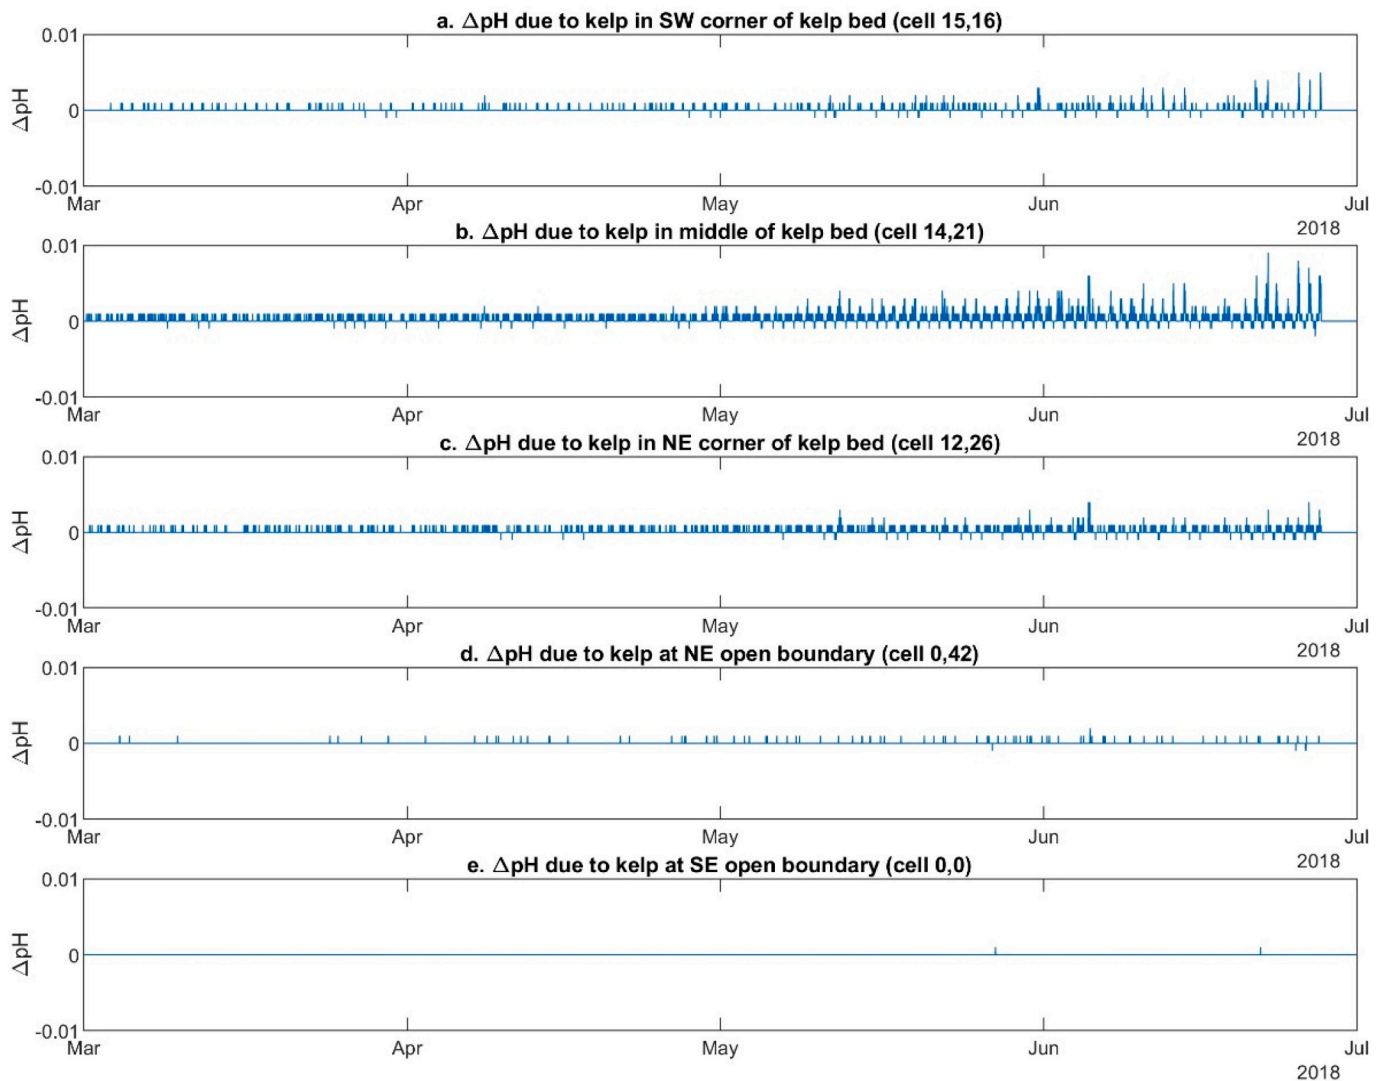 a. ΔpH due to kelp in SW corner of kelp bed (cell 15,16)
0.01
ΔpH
0
-0.01
Mar Apr May Jun Jul
2018
b. ΔpH due to kelp in middle of kelp bed (cell 14,21)
0.01
ΔpH
0
-0.01
Mar Apr May Jun Jul
2018
c. ΔpH due to kelp in NE corner of kelp bed (cell 12,26)
0.01
ΔpH
0
-0.01
Mar Apr May Jun Jul
2018
d. ΔpH due to kelp at NE open boundary (cell 0,42)
0.01
ΔpH
0
-0.01
Mar Apr May Jun Jul
2018
e. ΔpH due to kelp at SE open boundary (cell 0,0)
0.01
ΔpH
0
-0.01
Mar Apr May Jun Jul
2018